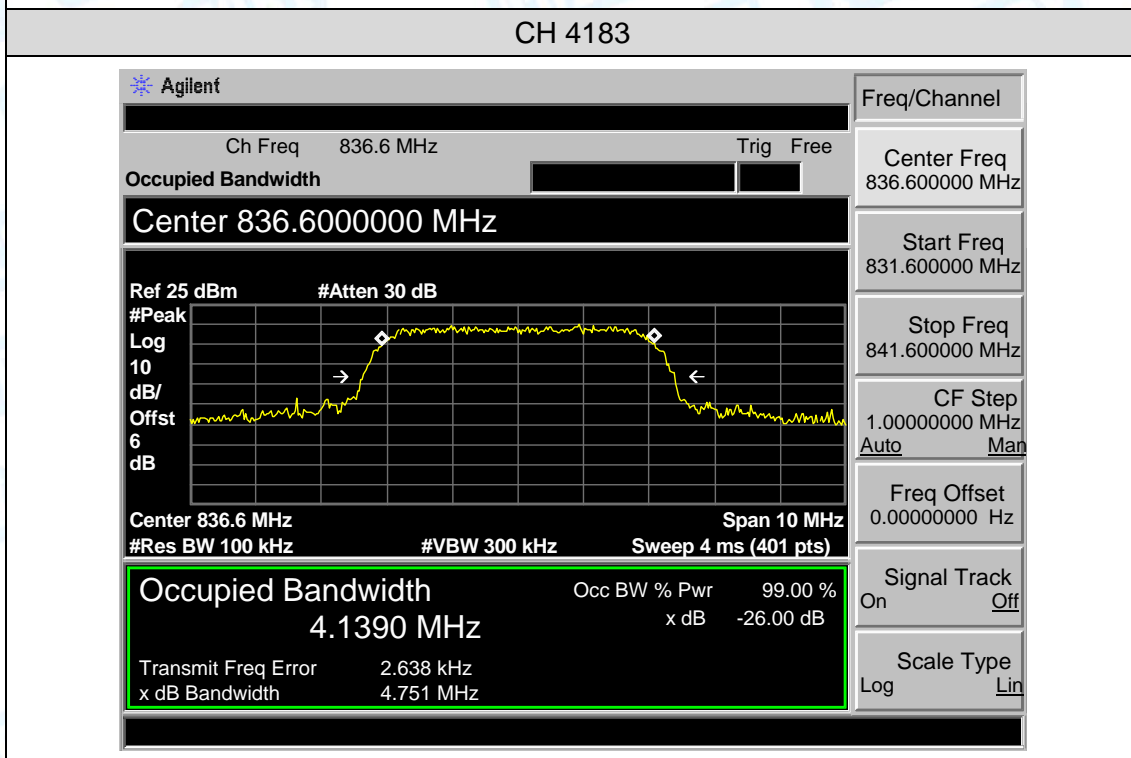 CH 4183
Agilent
Freq/Channel
Ch Freq 836.6 MHz Trig Free
Occupied Bandwidth
Center 836.6000000 MHz
Ref 25 dBm #Atten 30 dB
#Peak
Log
10
dB/
Offst
6
dB
Center 836.6 MHz Span 10 MHz
#Res BW 100 kHz #VBW 300 kHz Sweep 4 ms (401 pts)
Occupied Bandwidth
4.1390 MHz
Occ BW % Pwr 99.00 %
x dB -26.00 dB
Transmit Freq Error 2.638 kHz
x dB Bandwidth 4.751 MHz
Center Freq
836.600000 MHz
Start Freq
831.600000 MHz
Stop Freq
841.600000 MHz
CF Step
1.00000000 MHz
Auto Man
Freq Offset
0.00000000 Hz
Signal Track
On Off
Scale Type
Log Lin